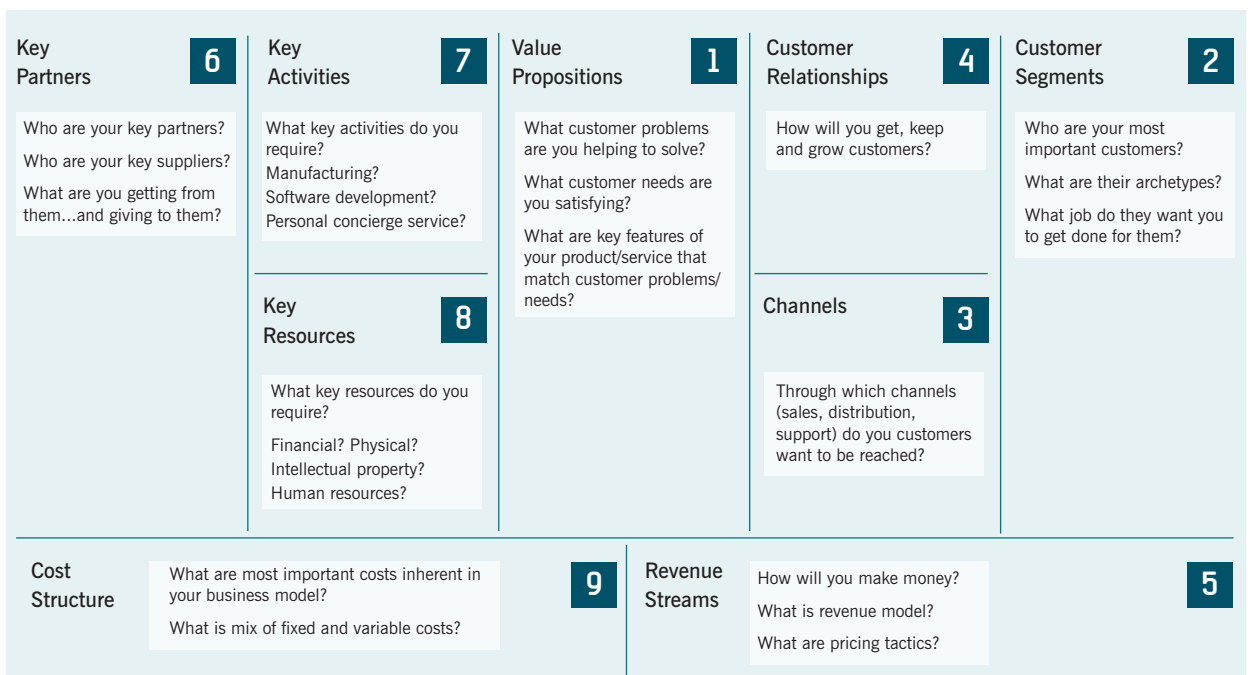 Key
Partners
6
Who are your key partners?
Who are your key suppliers?
What are you getting from
them...and giving to them?
Key
Activities
7
What key activities do you
require?
Manufacturing?
Software development?
Personal concierge service?
Key
Resources
8
What key resources do you
require?
Financial? Physical?
Intellectual property?
Human resources?
Value
Propositions
1
What customer problems
are you helping to solve?
What customer needs are
you satisfying?
What are key features of
your product/service that
match customer problems/
needs?
Customer
Relationships
4
How will you get, keep
and grow customers?
Channels
3
Through which channels
(sales, distribution,
support) do you customers
want to be reached?
Customer
Segments
2
Who are your most
important customers?
What are their archetypes?
What job do they want you
to get done for them?
Cost
Structure
What are most important costs inherent in
your business model?
What is mix of fixed and variable costs?
9
Revenue
Streams
How will you make money?
What is revenue model?
What are pricing tactics?
5